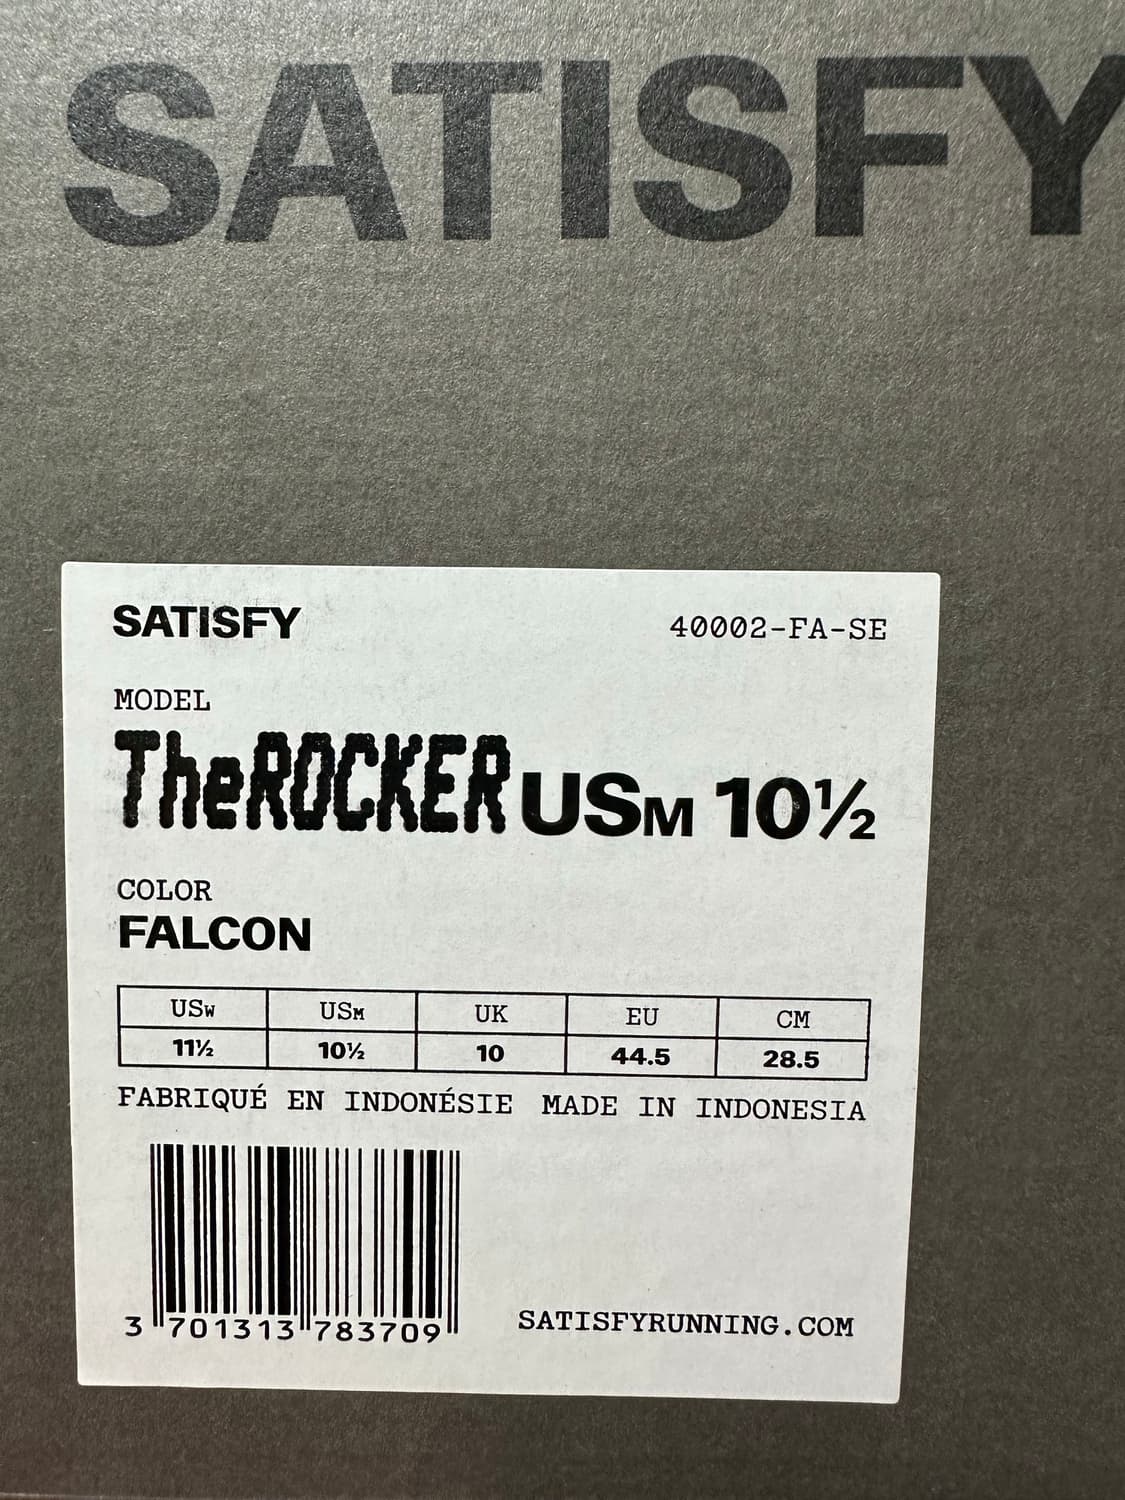 SATISFY
SATISFY 40002-FA-SE
MODEL
TheROCKER USM 10½
COLOR
FALCON
USW USM UK EU CM
11½ 10½ 10 44.5 28.5
FABRIQUÉ EN INDONÉSIE MADE IN INDONESIA
3 701313 783709
SATISFYRUNNING.COM